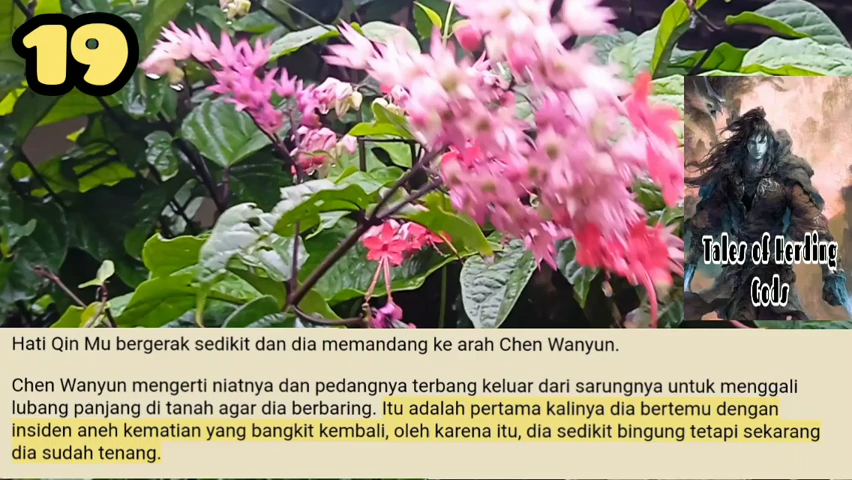 19
Tales of Herding
Gods
Hati Qin Mu bergerak sedikit dan dia memandang ke arah Chen Wanyun.
Chen Wanyun mengerti niatnya dan pedangnya terbang keluar dari sarungnya untuk menggali
lubang panjang di tanah agar dia berbaring. Itu adalah pertama kalinya dia bertemu dengan
insiden aneh kematian yang bangkit kembali, oleh karena itu, dia sedikit bingung tetapi sekarang
dia sudah tenang.